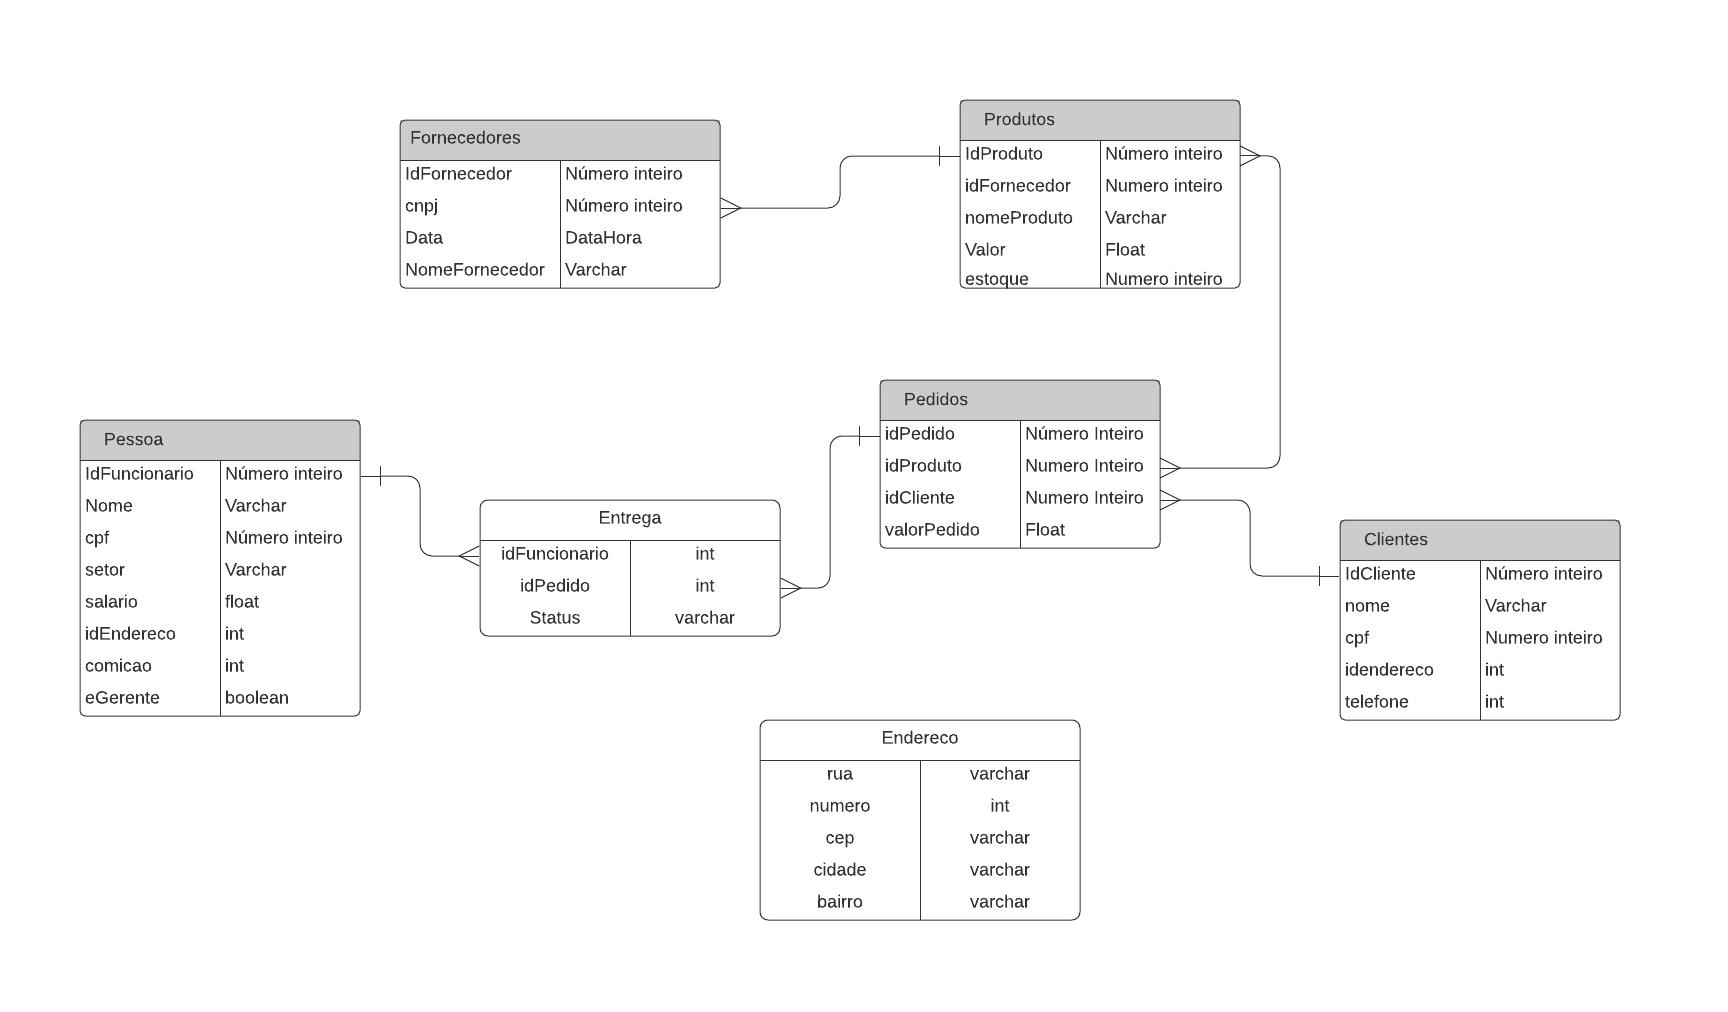 Fornecedores
IdFornecedor Número inteiro
cnpj Número inteiro
Data DataHora
NomeFornecedor Varchar
Produtos
IdProduto Número inteiro
idFornecedor Numero inteiro
nomeProduto Varchar
Valor Float
estoque Numero inteiro
Pessoa
IdFuncionario Número inteiro
Nome Varchar
cpf Número inteiro
setor Varchar
salario float
idEndereco int
comicao int
eGerente boolean
Entrega
idFuncionario int
idPedido int
Status varchar
Pedidos
idPedido Número Inteiro
idProduto Numero Inteiro
idCliente Numero Inteiro
valorPedido Float
Clientes
IdCliente Número inteiro
nome Varchar
cpf Numero inteiro
idendereco int
telefone int
Endereco
rua varchar
numero int
cep varchar
cidade varchar
bairro varchar